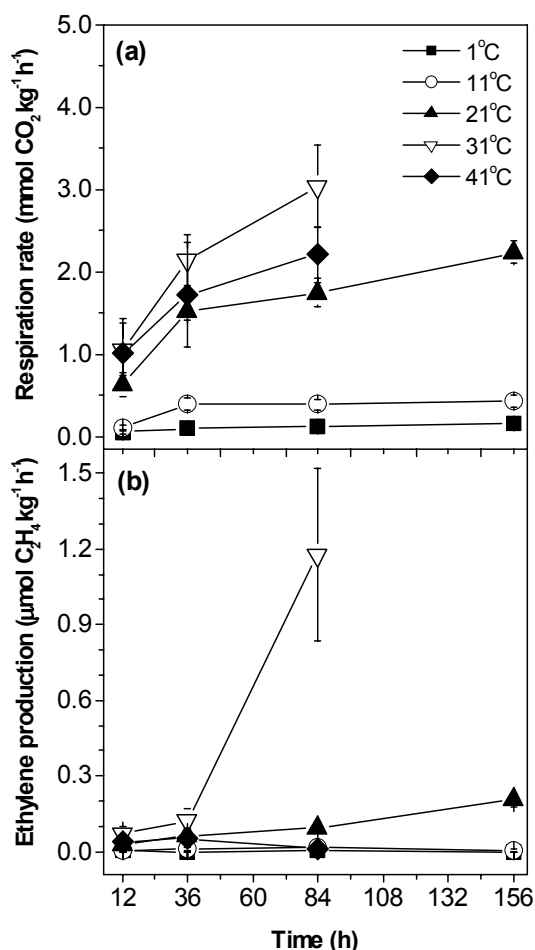 5.0
(a)
1°C
11°C
21°C
31°C
41°C
4.0
3.0
2.0
1.0
0.0
Respiration rate (mmol CO₂ kg⁻¹ h⁻¹)
(b)
1.5
1.2
0.9
0.6
0.3
0.0
Ethylene production (μmol C₂H₄ kg⁻¹ h⁻¹)
12 36 60 84 108 132 156
Time (h)